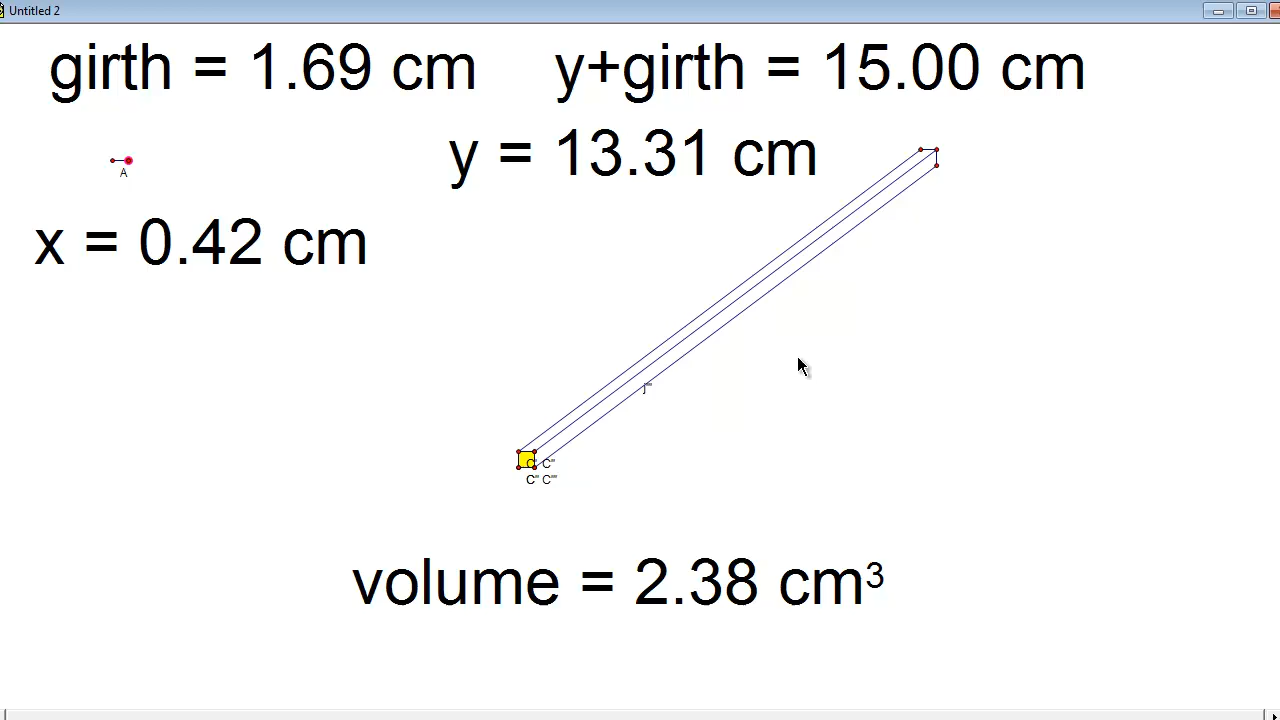 Untitled 2
girth = 1.69 cm y+girth = 15.00 cm
y = 13.31 cm
A
x = 0.42 cm
volume = 2.38 cm³